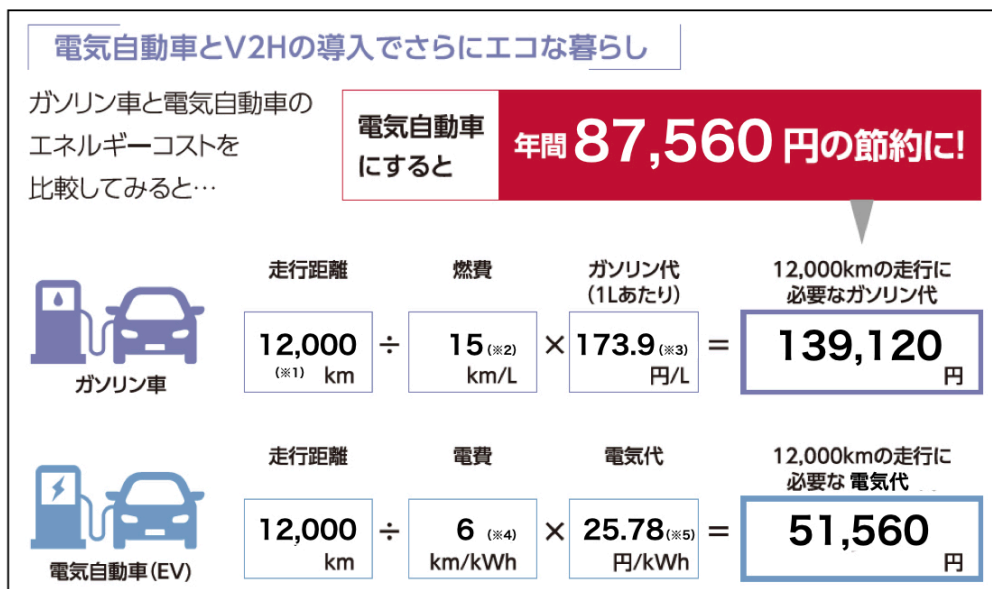 電気自動車とV2Hの導入でさらにエコな暮らし
ガソリン車と電気自動車の
エネルギーコストを
比較してみると…
電気自動車
にすると
年間87,560円の節約に!
走行距離
燃費
ガソリン代
(1Lあたり)
12,000kmの走行に
必要なガソリン代
12,000
(※1) km
÷
15(※2)
km/L
×
173.9(※3)
円/L
=
139,120
円
ガソリン車
走行距離
電費
電気代
12,000kmの走行に
必要な 電気代
12,000
km
÷
6 (※4)
km/kWh
×
25.78(※5)
円/kWh
=
51,560
円
電気自動車(EV)